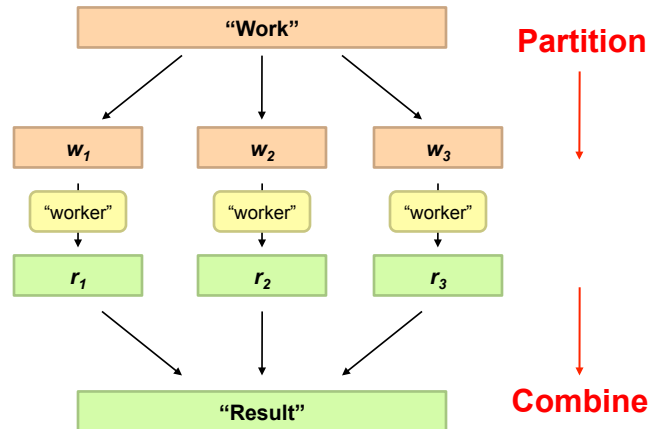 “Work”
Partition
w₁ w₂ w₃
“worker” “worker” “worker”
r₁ r₂ r₃
Combine
“Result”